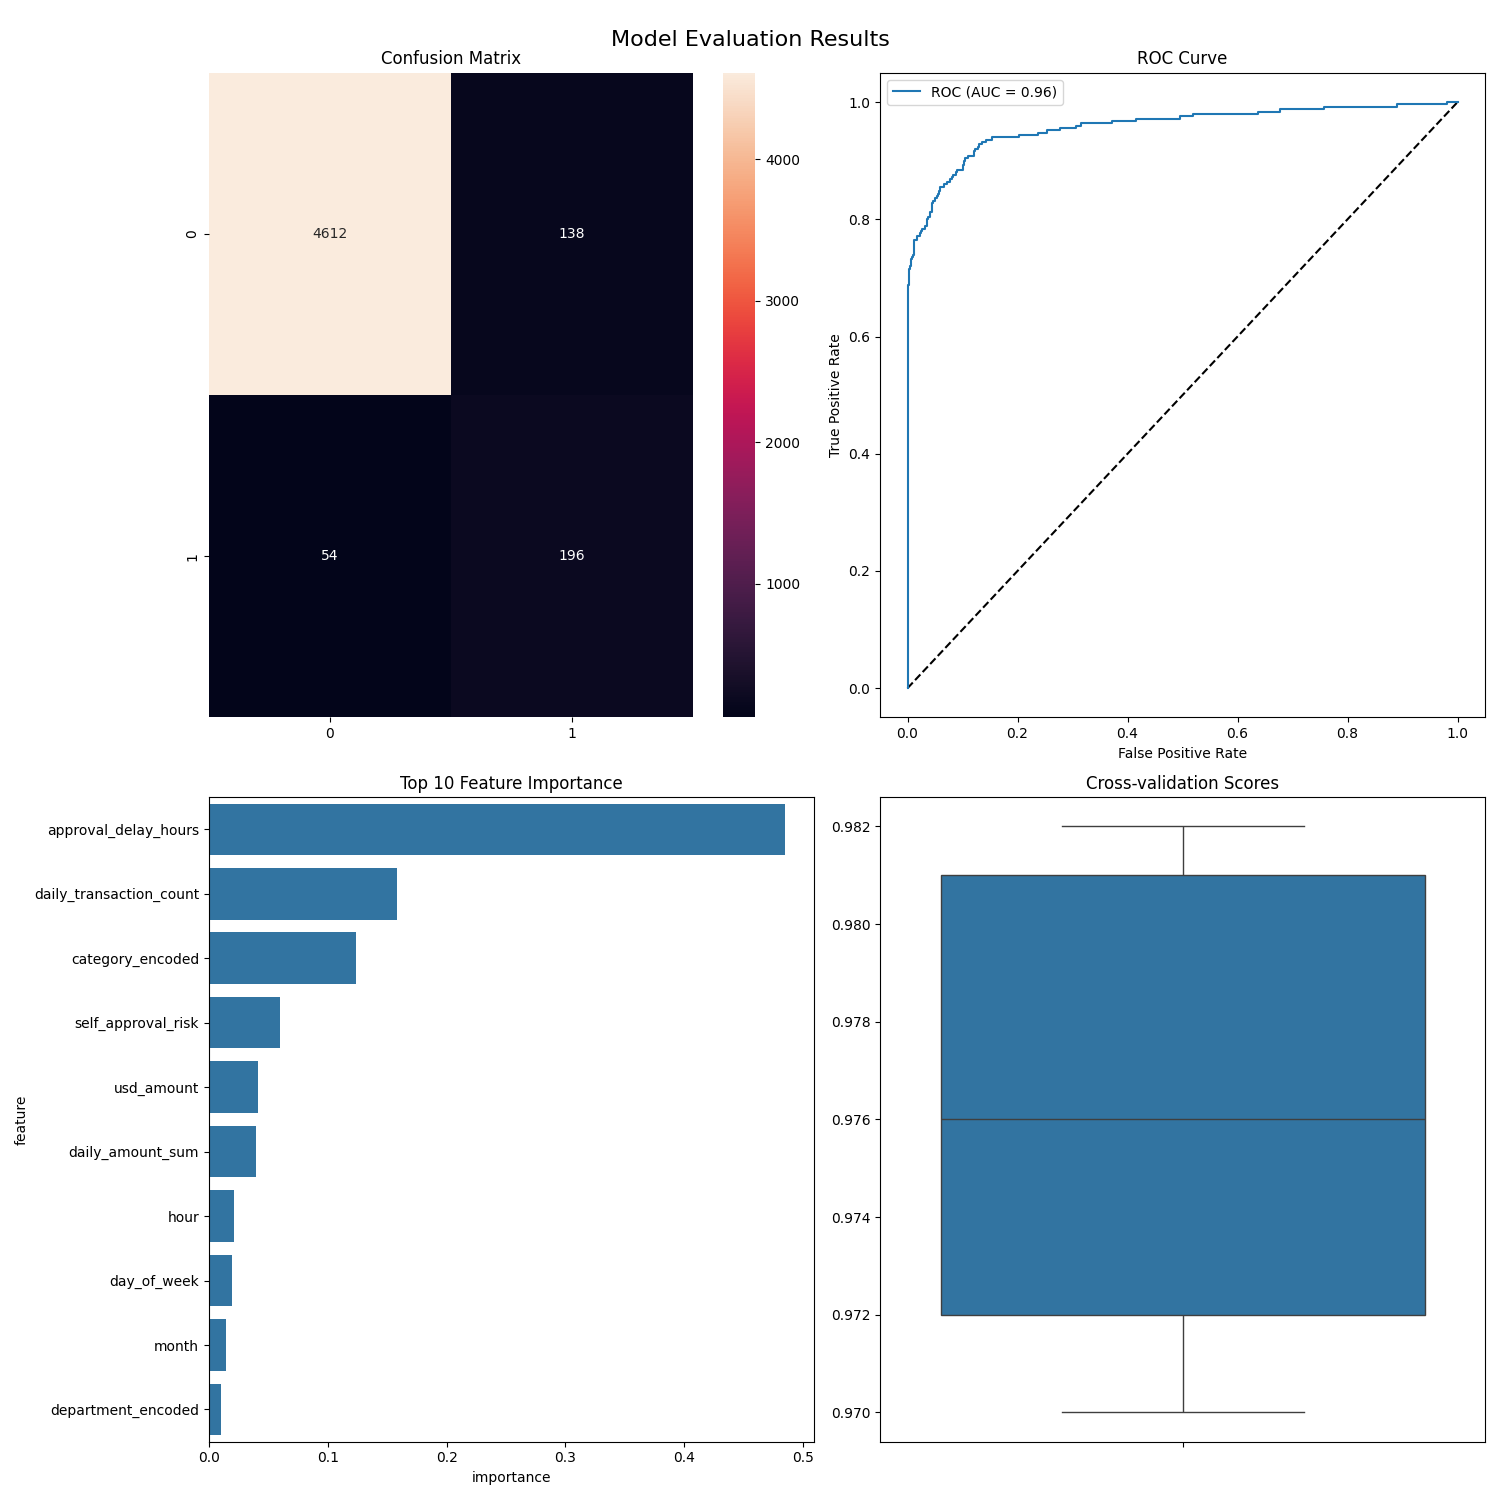 Model Evaluation Results
Confusion Matrix
0
1
4612
138
54
196
0
1
4000
3000
2000
1000
ROC Curve
ROC (AUC = 0.96)
True Positive Rate
1.0
0.8
0.6
0.4
0.2
0.0
0.0
0.2
0.4
0.6
0.8
1.0
False Positive Rate
Top 10 Feature Importance
feature
approval_delay_hours
daily_transaction_count
category_encoded
self_approval_risk
usd_amount
daily_amount_sum
hour
day_of_week
month
department_encoded
0.0
0.1
0.2
0.3
0.4
0.5
importance
Cross-validation Scores
0.982
0.980
0.978
0.976
0.974
0.972
0.970